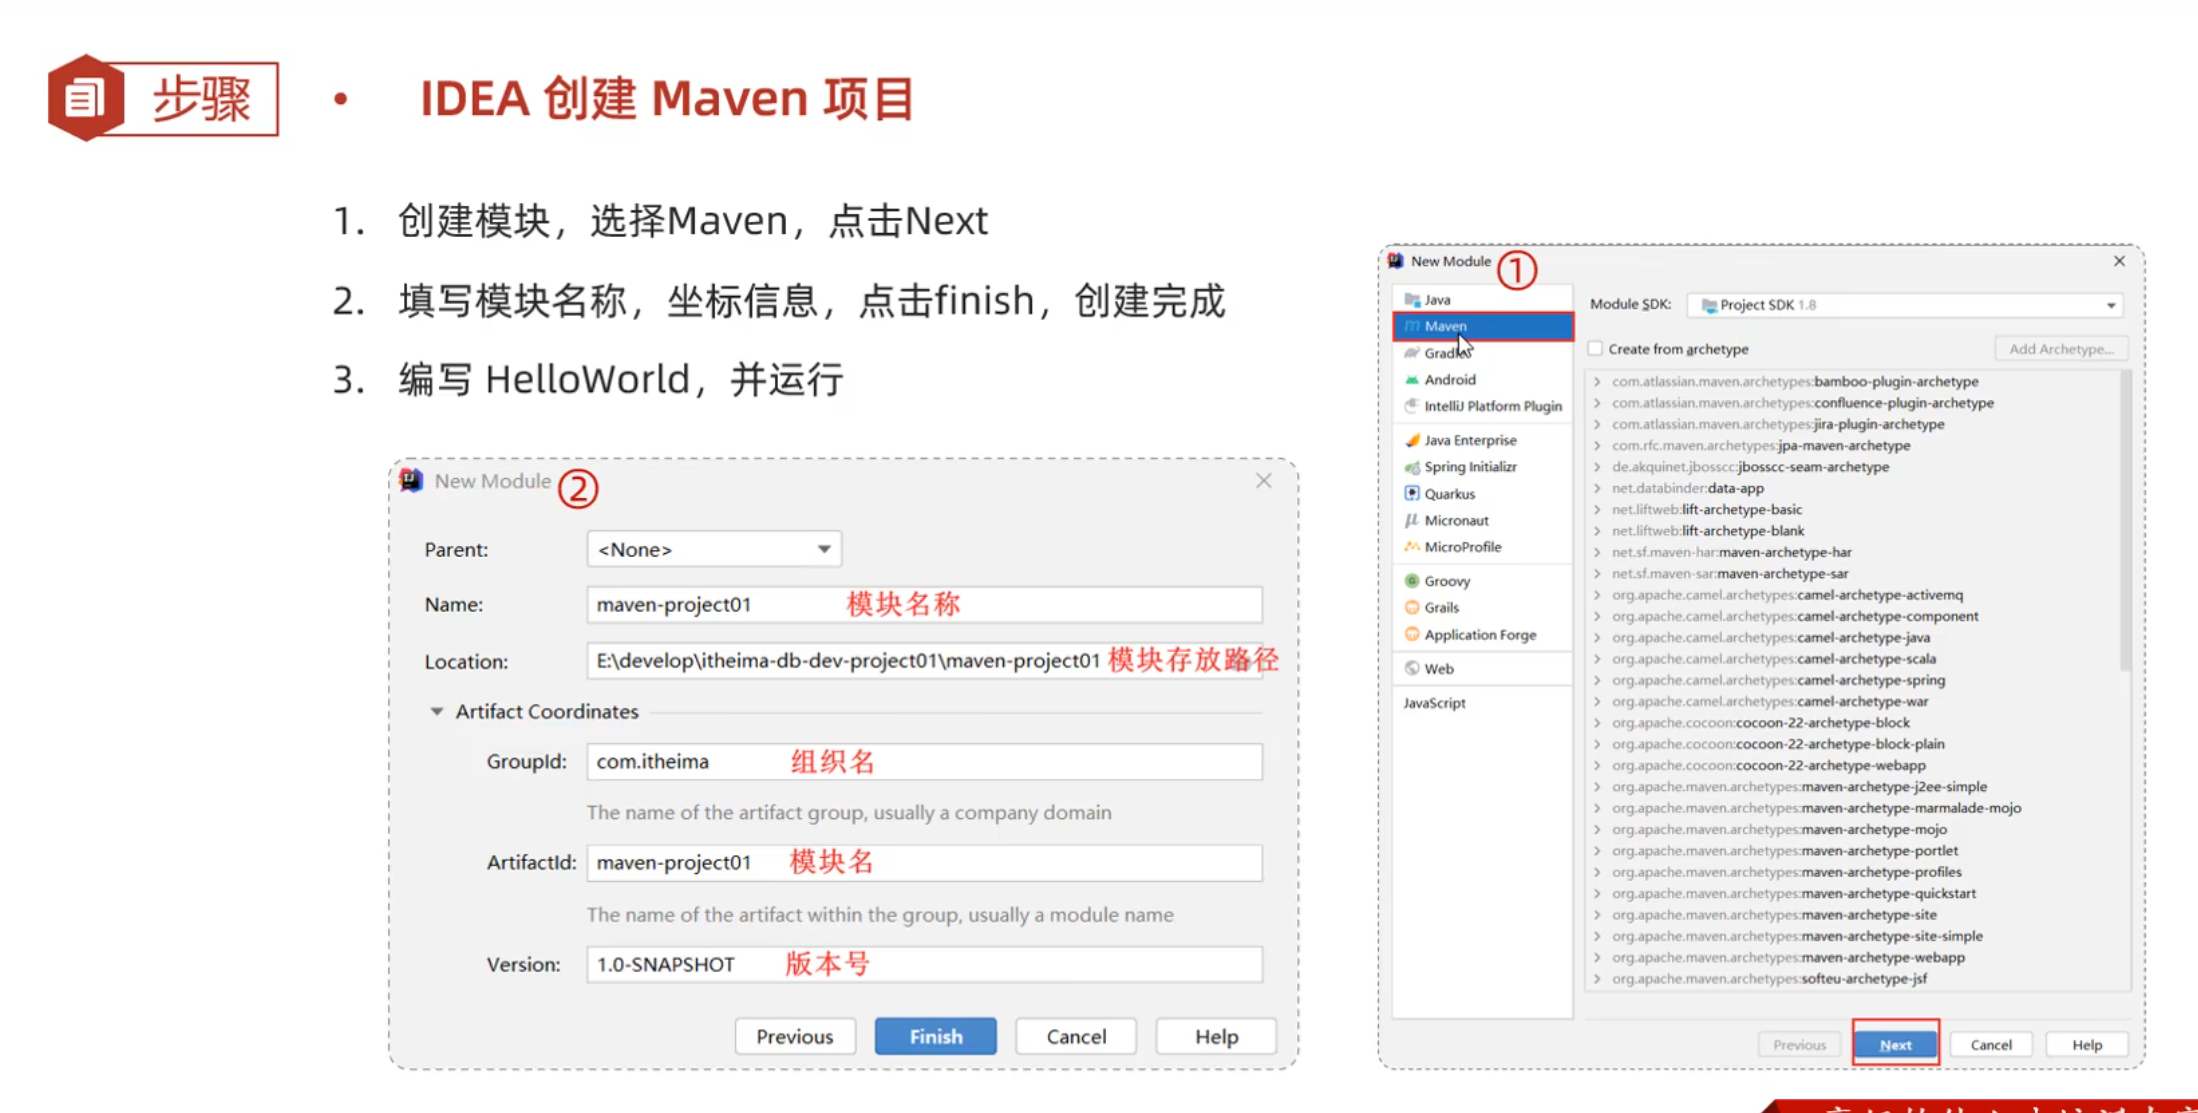 步骤
• IDEA 创建 Maven 项目
1. 创建模块，选择Maven，点击Next
2. 填写模块名称，坐标信息，点击finish，创建完成
3. 编写 HelloWorld，并运行
New Module ②
Parent: <None>
Name: maven-project01 模块名称
Location: E:\develop\itheima-db-dev-project01\maven-project01 模块存放路径
Artifact Coordinates
GroupId: com.itheima 组织名
The name of the artifact group, usually a company domain
ArtifactId: maven-project01 模块名
The name of the artifact within the group, usually a module name
Version: 1.0-SNAPSHOT 版本号
Previous Finish Cancel Help
New Module ①
Java
Maven
Gradle
Android
IntelliJ Platform Plugin
Java Enterprise
Spring Initializr
Quarkus
Micronaut
MicroProfile
Groovy
Grails
Application Forge
Web
JavaScript
Module SDK: Project SDK 1.8
Create from archetype
Add Archetype...
com.atlassian.maven.archetypes:bamboo-plugin-archetype
com.atlassian.maven.archetypes:confluence-plugin-archetype
com.atlassian.maven.archetypes:jira-plugin-archetype
com.rfc.maven.archetypes:jpa-maven-archetype
de.akquinet.jbosscc:jbosscc-seam-archetype
net.databinder:data-app
net.liftweb:lift-archetype-basic
net.liftweb:lift-archetype-blank
net.sf.maven-har:maven-archetype-har
net.sf.maven-sar:maven-archetype-sar
org.apache.camel.archetypes:camel-archetype-activemq
org.apache.camel.archetypes:camel-archetype-component
org.apache.camel.archetypes:camel-archetype-java
org.apache.camel.archetypes:camel-archetype-scala
org.apache.camel.archetypes:camel-archetype-spring
org.apache.camel.archetypes:camel-archetype-war
org.apache.cocoon:cocoon-22-archetype-block
org.apache.cocoon:cocoon-22-archetype-block-plain
org.apache.cocoon:cocoon-22-archetype-webapp
org.apache.maven.archetypes:maven-archetype-j2ee-simple
org.apache.maven.archetypes:maven-archetype-marmalade-mojo
org.apache.maven.archetypes:maven-archetype-mojo
org.apache.maven.archetypes:maven-archetype-portlet
org.apache.maven.archetypes:maven-archetype-profiles
org.apache.maven.archetypes:maven-archetype-quickstart
org.apache.maven.archetypes:maven-archetype-site
org.apache.maven.archetypes:maven-archetype-site-simple
org.apache.maven.archetypes:maven-archetype-webapp
org.apache.maven.archetypes:softeu-archetype-jsf
Previous Next Cancel Help